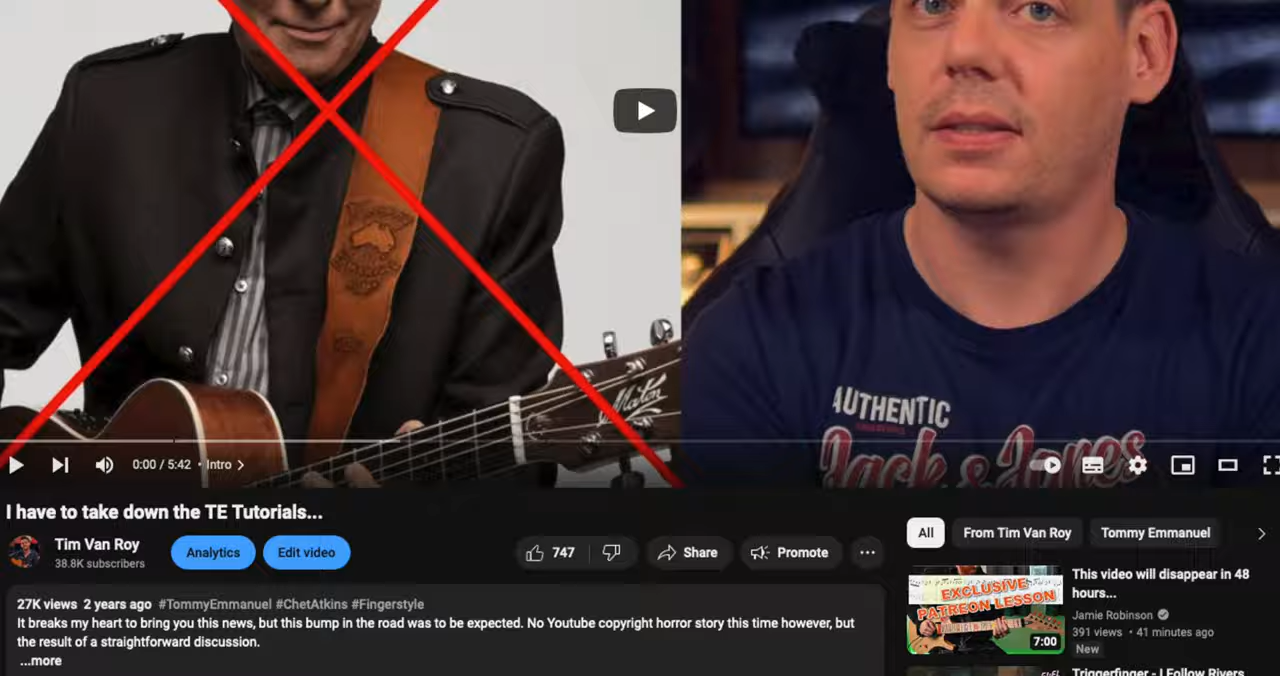 Maton
AUTHENTIC
Jack & Jones
0:00 / 5:42 • Intro
I have to take down the TE Tutorials...
Tim Van Roy
38.8K subscribers
Analytics
Edit video
747
Share
Promote
27K views 2 years ago #TommyEmmanuel #ChetAtkins #Fingerstyle
It breaks my heart to bring you this news, but this bump in the road was to be expected. No Youtube copyright horror story this time however, but
the result of a straightforward discussion.
...more
All
From Tim Van Roy
Tommy Emmanuel
EXCLUSIVE
PATREON LESSON
7:00
This video will disappear in 48
hours...
Jamie Robinson
391 views • 41 minutes ago
New
Triggerfinger - I Follow Rivers